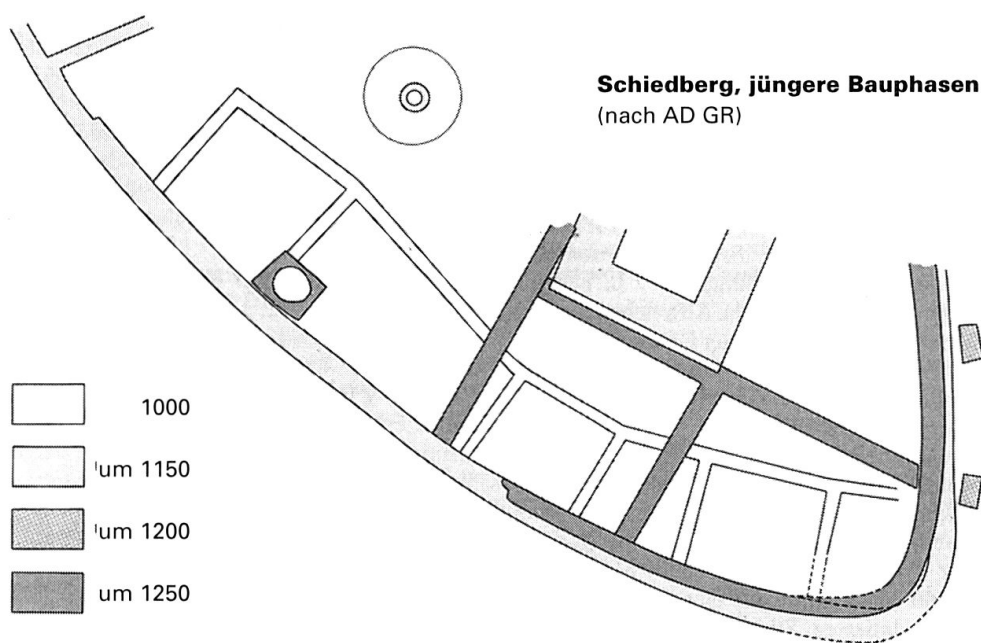 Schiedberg, jüngere Bauphasen
(nach AD GR)
1000
um 1150
um 1200
um 1250